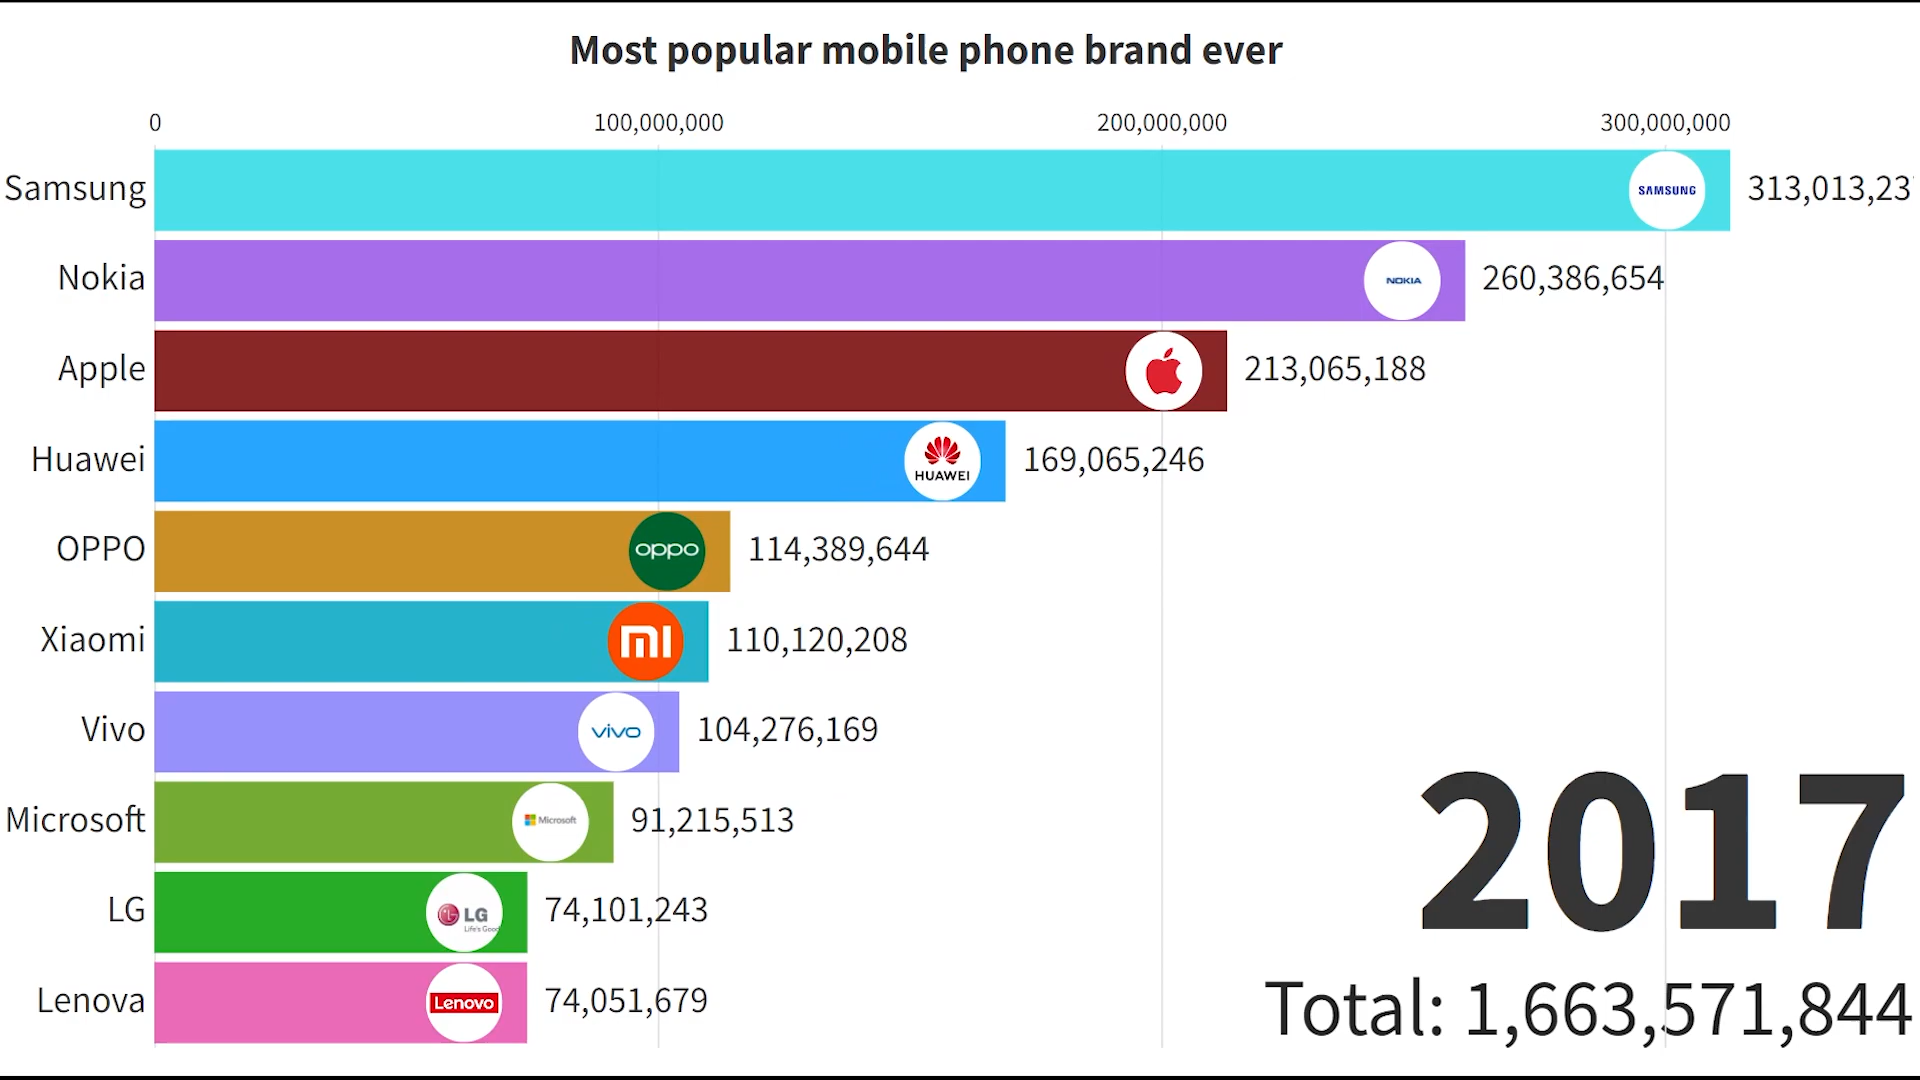 Most popular mobile phone brand ever
0 100,000,000 200,000,000 300,000,000
Samsung SAMSUNG 313,013,23
Nokia NOKIA 260,386,654
Apple 213,065,188
Huawei HUAWEI 169,065,246
OPPO oppo 114,389,644
Xiaomi mi 110,120,208
Vivo vivo 104,276,169
Microsoft Microsoft 91,215,513
LG LG Life's Good 74,101,243
Lenova Lenovo 74,051,679
2017
Total: 1,663,571,844